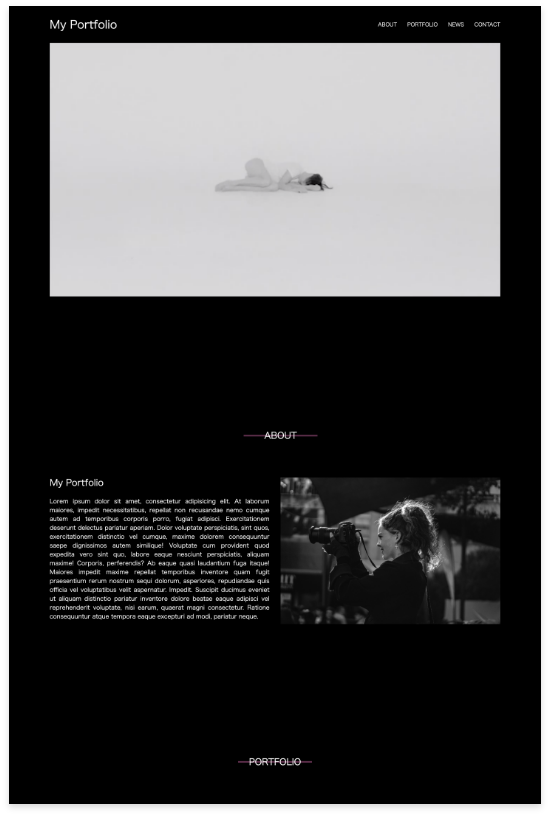 My Portfolio
ABOUT PORTFOLIO NEWS CONTACT
ABOUT
My Portfolio
Lorem ipsum dolor sit amet, consectetur adipisicing elit. At laborum
maiores, impedit necessitatibus, repellat non recusandae nemo cumque
autem ad temporibus corporis porro, fugiat adipisci. Exercitationem
deserunt delectus pariatur aperiam. Dolor voluptate perspiciatis, sint quo,
exercitationem distinctio vel cumque, maxime dolorem consequuntur
saepe dignissimos autem similique! Voluptate cum provident quod
expedita vero sint quo, labore eaque nesciunt perspiciatis, aliquam
maxime! Corporis, perferendis? Ab eaque quasi laudantium fuga itaque!
Maiores impedit maxime repellat temporibus inventore quam fugit
praesentium rerum nostrum sequi dolorum, asperiores, repudiandae quis
officia vel voluptatibus velit aspernatur. Impedit. Suscipit ducimus eveniet
ut aliquam distinctio pariatur inventore dolore beatae eaque adipisci vel
reprehenderit voluptate, nisi earum, quaerat magni consectetur. Ratione
consequuntur atque tempora eaque excepturi ad modi, pariatur neque.
PORTFOLIO